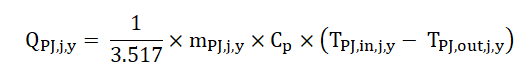 Q_PJ,j,y = 1/3.517 × m_PJ,j,y × C_p × (T_PJ,in,j,y − T_PJ,out,j,y)